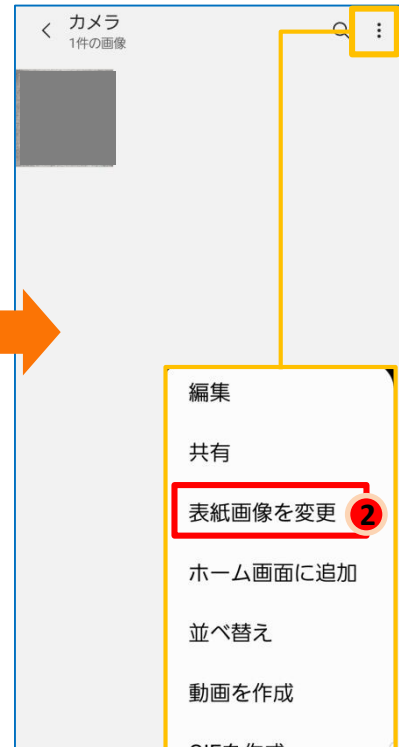 カメラ
1件の画像
編集
共有
表紙画像を変更 2
ホーム画面に追加
並べ替え
動画を作成